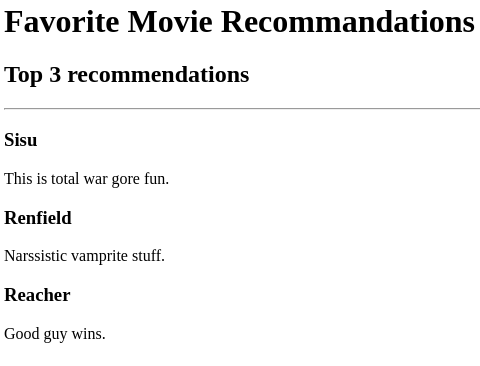 Favorite Movie Recommandations
Top 3 recommendations
Sisu
This is total war gore fun.
Renfield
Narssistic vamprite stuff.
Reacher
Good guy wins.